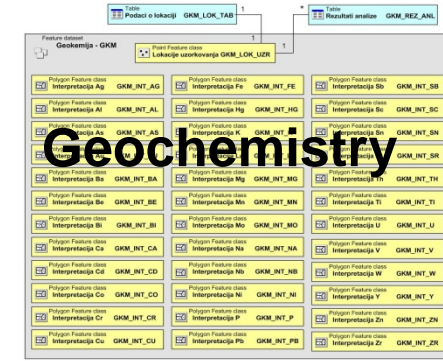 Table
Podaci o lokaciji GKM_LOK_TAB
1
*
Table
Rezultati analize GKM_REZ_ANL
Feature dataset
Geokemija - GKM
1
Point Feature class
Lokacije uzorkovanja GKM_LOK_UZR
1
Polygon Feature class
Interpretacija Ag GKM_INT_AG
Polygon Feature class
Interpretacija Fe GKM_INT_FE
Polygon Feature class
Interpretacija Sb GKM_INT_SB
Polygon Feature class
Interpretacija Al GKM_INT_AL
Polygon Feature class
Interpretacija Hg GKM_INT_HG
Polygon Feature class
Interpretacija Sc GKM_INT_SC
Polygon Feature class
Interpretacija As GKM_INT_AS
Polygon Feature class
Interpretacija K GKM_INT_K
Polygon Feature class
Interpretacija Sn GKM_INT_SN
Geochemistry
GKM_INT_SR
Interpretacija Ba GKM_INT_BA
Interpretacija Mg GKM_INT_MG
Interpretacija Th GKM_INT_TH
Polygon Feature class
Interpretacija Be GKM_INT_BE
Polygon Feature class
Interpretacija Mn GKM_INT_MN
Polygon Feature class
Interpretacija Ti GKM_INT_TI
Polygon Feature class
Interpretacija Bi GKM_INT_BI
Polygon Feature class
Interpretacija Mo GKM_INT_MO
Polygon Feature class
Interpretacija U GKM_INT_U
Polygon Feature class
Interpretacija Ca GKM_INT_CA
Polygon Feature class
Interpretacija Na GKM_INT_NA
Polygon Feature class
Interpretacija V GKM_INT_V
Polygon Feature class
Interpretacija Cd GKM_INT_CD
Polygon Feature class
Interpretacija Nb GKM_INT_NB
Polygon Feature class
Interpretacija W GKM_INT_W
Polygon Feature class
Interpretacija Co GKM_INT_CO
Polygon Feature class
Interpretacija Ni GKM_INT_NI
Polygon Feature class
Interpretacija Y GKM_INT_Y
Polygon Feature class
Interpretacija Cr GKM_INT_CR
Polygon Feature class
Interpretacija P GKM_INT_P
Polygon Feature class
Interpretacija Zn GKM_INT_ZN
Polygon Feature class
Interpretacija Cu GKM_INT_CU
Polygon Feature class
Interpretacija Pb GKM_INT_PB
Polygon Feature class
Interpretacija Zr GKM_INT_ZR